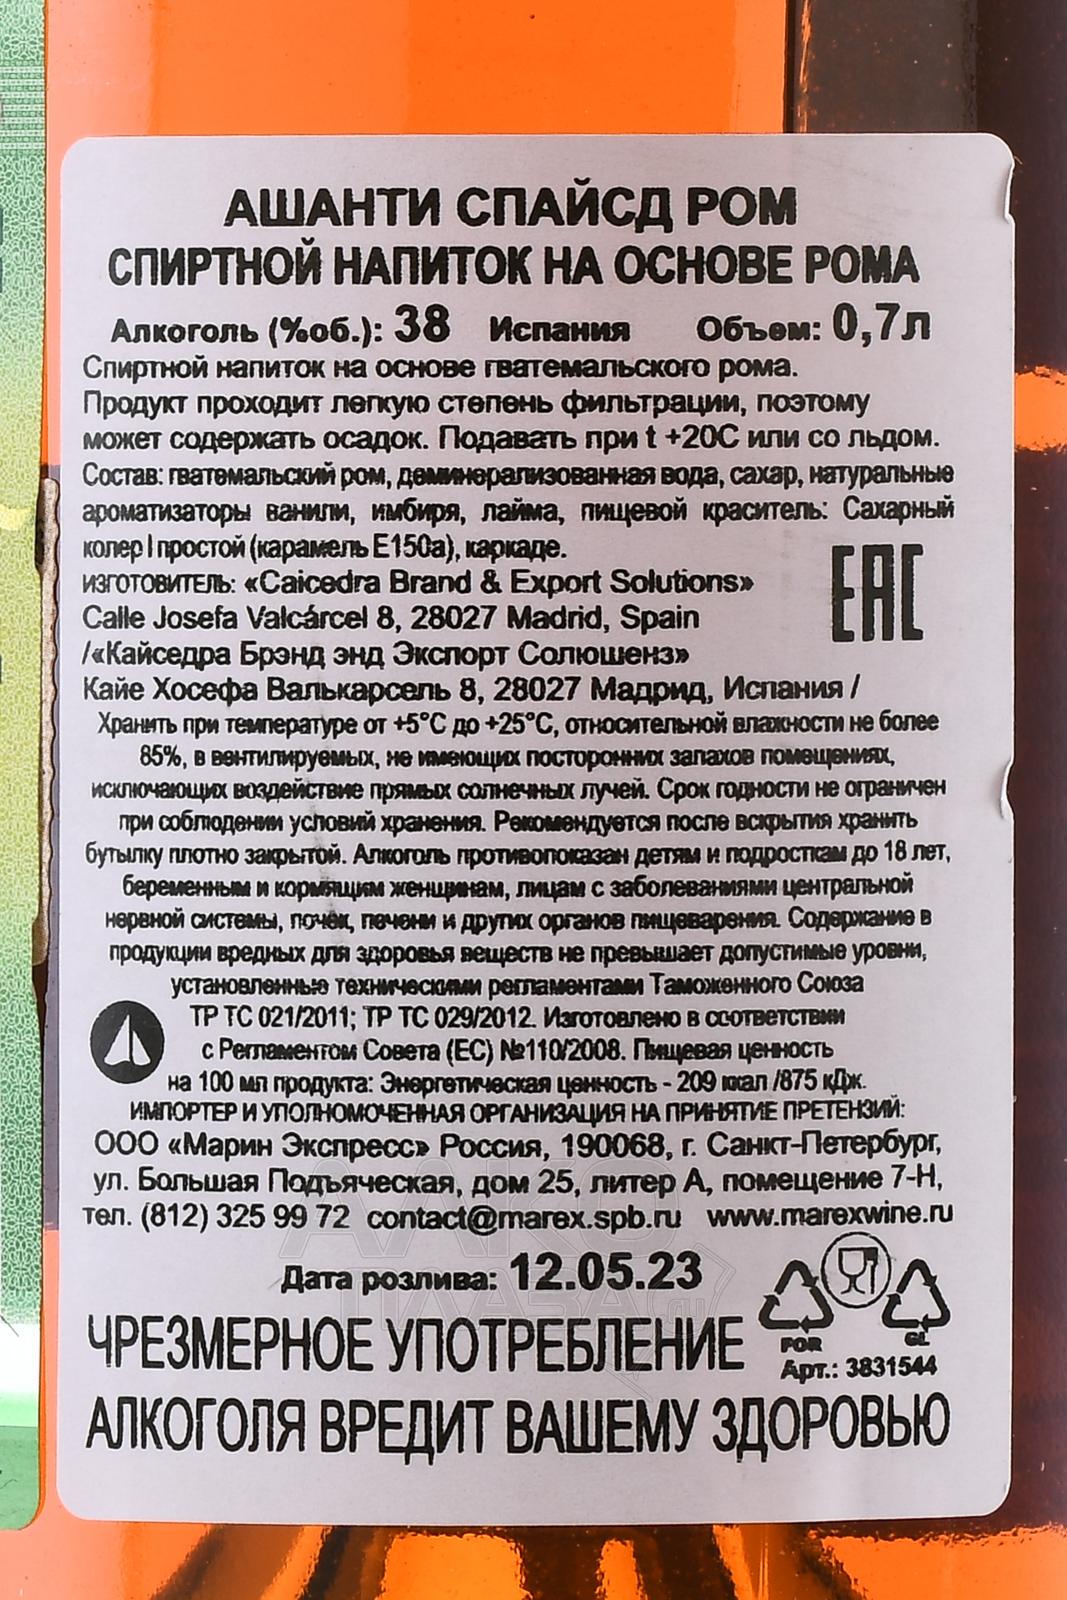 АШАНТИ СПАЙСД РОМ
СПИРТНОЙ НАПИТОК НА ОСНОВЕ РОМА
Алкоголь (%об.): 38 Испания Объем: 0,7л
Спиртной напиток на основе гватемальского рома.
Продукт проходит легкую степень фильтрации, поэтому
может содержать осадок. Подавать при t +20C или со льдом.
Состав: гватемальский ром, деминерализованная вода, сахар, натуральные
ароматизаторы ванили, имбиря, лайма, пищевой краситель: Сахарный
колер I простой (карамель Е150а), каркаде.
EAC
ИЗГОТОВИТЕЛЬ: «Caicedra Brand & Export Solutions»
Calle Josefa Valcárcel 8, 28027 Madrid, Spain
/«Кайседра Брэнд энд Экспорт Солюшенз»
Кайе Хосефа Валькарсель 8, 28027 Мадрид, Испания /
Хранить при температуре от +5°С до +25°С, относительной влажности не более
85%, в вентилируемых, не имеющих посторонних запахов помещениях,
исключающих воздействие прямых солнечных лучей. Срок годности не ограничен
при соблюдении условий хранения. Рекомендуется после вскрытия хранить
бутылку плотно закрытой. Алкоголь противопоказан детям и подросткам до 18 лет,
беременным и кормящим женщинам, лицам с заболеваниями центральной
нервной системы, почек, печени и других органов пищеварения. Содержание в
продукции вредных для здоровья веществ не превышает допустимые уровни,
установленные техническими регламентами Таможенного Союза
ТР ТС 021/2011; ТР ТС 029/2012. Изготовлено в соответствии
с Регламентом Совета (ЕС) №110/2008. Пищевая ценность
на 100 мл продукта: Энергетическая ценность - 209 ккал /875 кДж.
ИМПОРТЕР И УПОЛНОМОЧЕННАЯ ОРГАНИЗАЦИЯ НА ПРИНЯТИЕ ПРЕТЕНЗИЙ:
ООО «Марин Экспресс» Россия, 190068, г. Санкт-Петербург,
ул. Большая Подъяческая, дом 25, литер А, помещение 7-Н,
тел. (812) 325 99 72 contact@marex.spb.ru www.marexwine.ru
Дата розлива: 12.05.23
FOR GL
Арт.: 3831544
ЧРЕЗМЕРНОЕ УПОТРЕБЛЕНИЕ
АЛКОГОЛЯ ВРЕДИТ ВАШЕМУ ЗДОРОВЬЮ